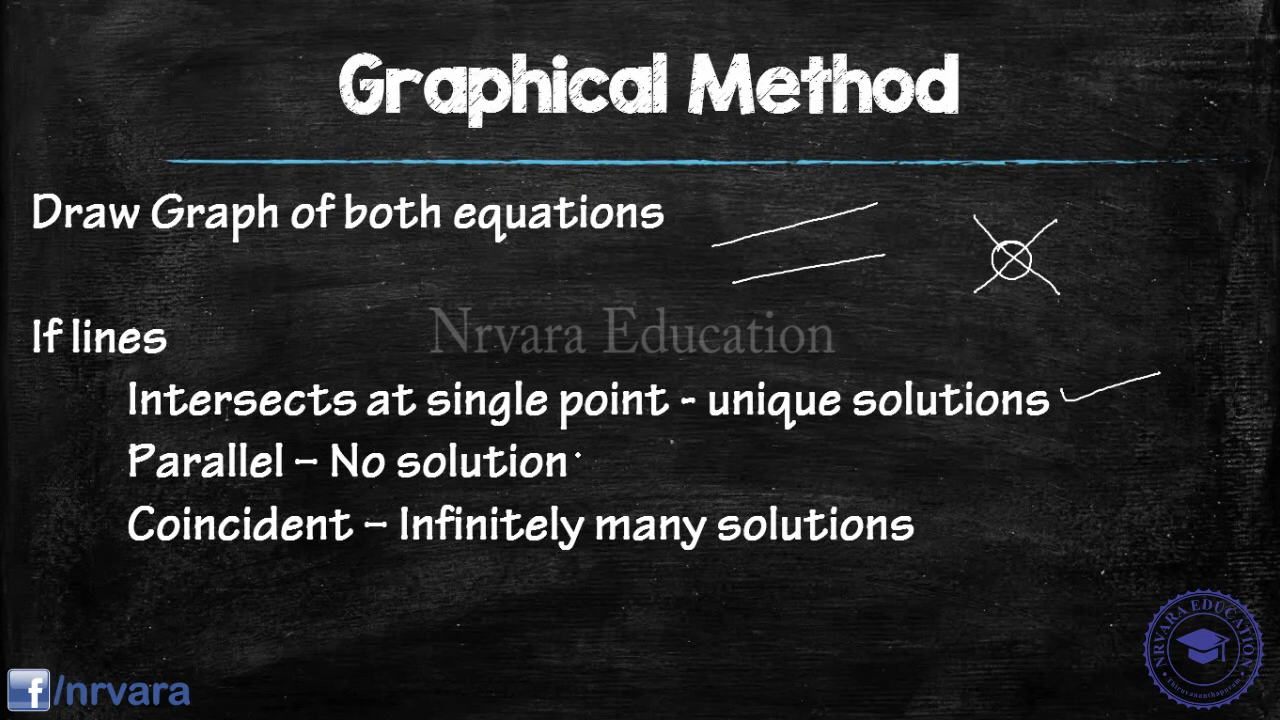 Graphical Method
Draw Graph of both equations
If lines
Nrvara Education
Intersects at single point - unique solutions
Parallel – No solution
Coincident – Infinitely many solutions
NRVARA EDUCATION
Thiruvananthapuram
f/nrvara